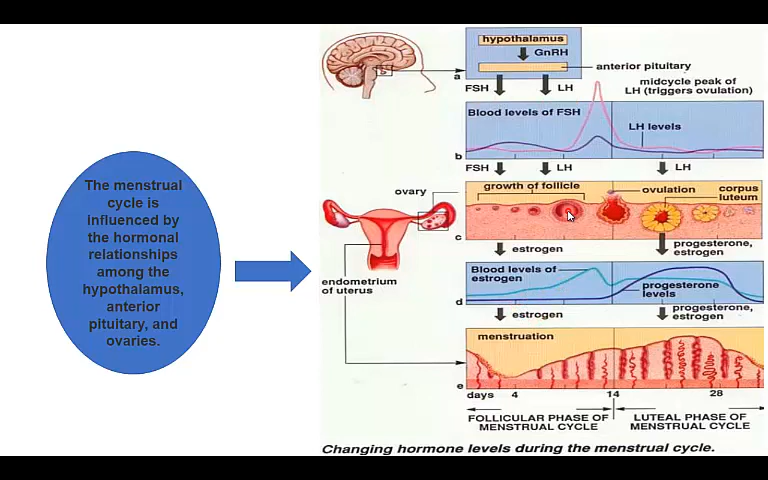 The menstrual
cycle is
influenced by
the hormonal
relationships
among the
hypothalamus,
anterior
pituitary, and
ovaries.
hypothalamus
GnRH
anterior pituitary
a
FSH
LH
midcycle peak of
LH (triggers ovulation)
Blood levels of FSH
LH levels
b
FSH
LH
LH
ovary
growth of follicle
ovulation
corpus
luteum
c
estrogen
progesterone,
estrogen
endometrium
of uterus
Blood levels of
estrogen
progesterone
levels
d
estrogen
progesterone,
estrogen
menstruation
e
days
4
14
28
FOLLICULAR PHASE OF
MENSTRUAL CYCLE
LUTEAL PHASE OF
MENSTRUAL CYCLE
Changing hormone levels during the menstrual cycle.